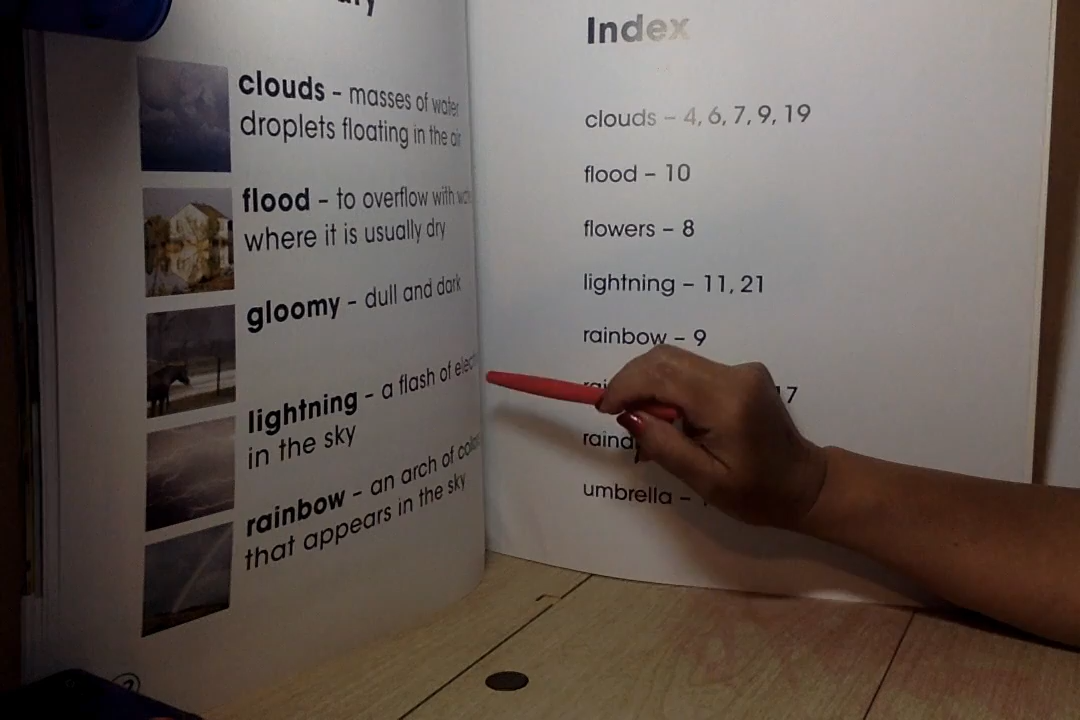 clouds – masses of water
droplets floating in the air
flood – to overflow with
where it is usually dry
gloomy – dull and dark
lightning – a flash of
in the sky
rainbow – an arch of
that appears in the sky
Index
clouds – 4, 6, 7, 9, 19
flood – 10
flowers – 8
lightning – 11, 21
rainbow – 9
umbrella –